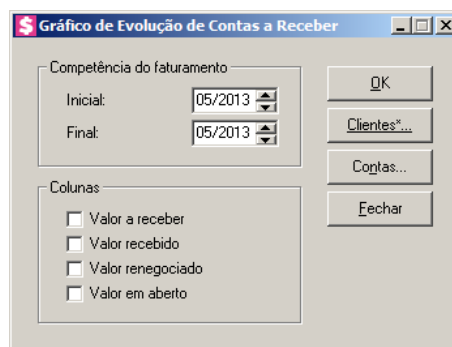 Gráfico de Evolução de Contas a Receber
Competência do faturamento
Inicial: 05/2013
Final: 05/2013
OK
Clientes*...
Contas...
Fechar
Colunas
Valor a receber
Valor recebido
Valor renegociado
Valor em aberto